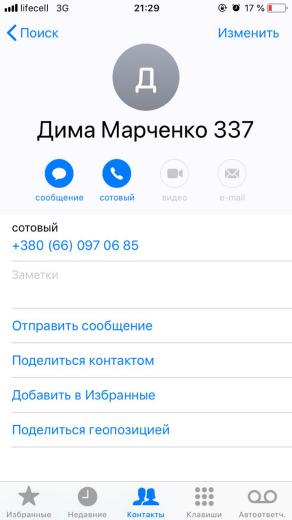 lifecell 3G 21:29 17 %
Поиск Изменить
Д
Дима Марченко 337
сообщение сотовый видео e-mail
сотовый
+380 (66) 097 06 85
Заметки
Отправить сообщение
Поделиться контактом
Добавить в Избранные
Поделиться геопозицией
Избранные Недавние Контакты Клавиши Автоответч.